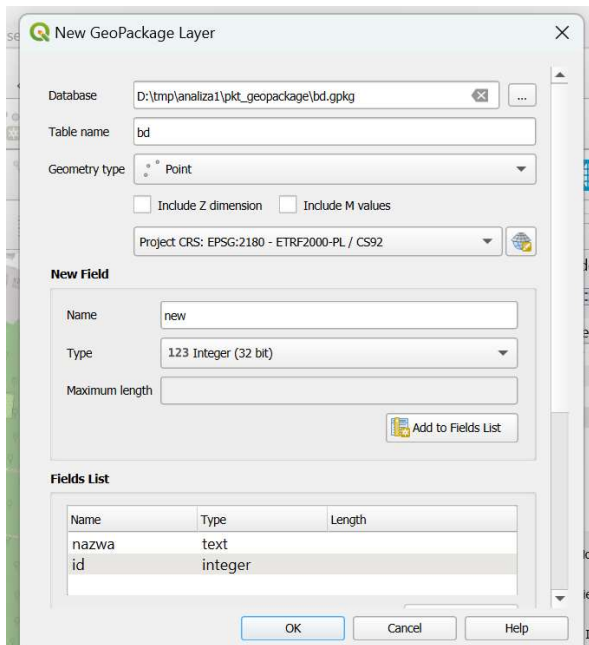 New GeoPackage Layer
Database D:\tmp\analiza1\pkt_geopackage\bd.gpkg ...
Table name bd
Geometry type Point
Include Z dimension Include M values
Project CRS: EPSG:2180 - ETRF2000-PL / CS92
New Field
Name new
Type 123 Integer (32 bit)
Maximum length
Add to Fields List
Fields List
Name Type Length
nazwa text
id integer
OK Cancel Help